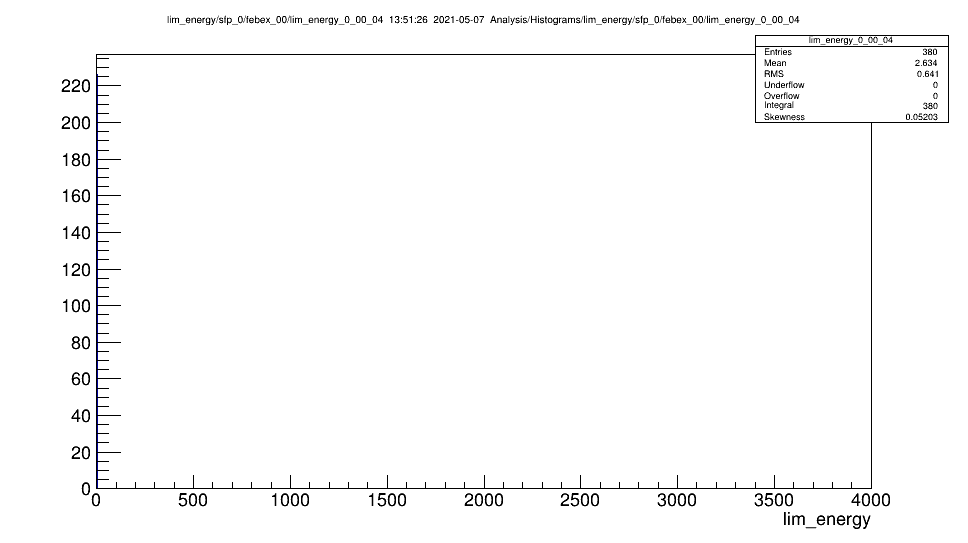 lim_energy/sfp_0/febex_00/lim_energy_0_00_04 13:51:26 2021-05-07 Analysis/Histograms/lim_energy/sfp_0/febex_00/lim_energy_0_00_04
lim_energy_0_00_04
Entries 380
Mean 2.634
RMS 0.641
Underflow 0
Overflow 0
Integral 380
Skewness 0.05203
220
200
180
160
140
120
100
80
60
40
20
0
0 500 1000 1500 2000 2500 3000 3500 4000
lim_energy